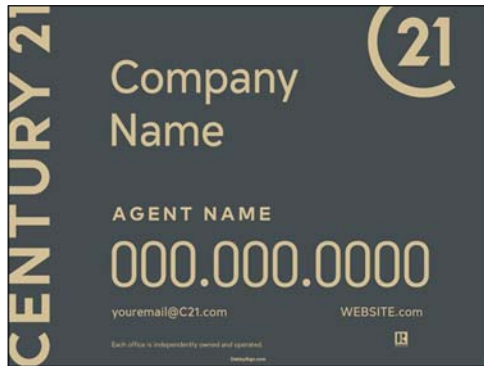 CENTURY 21
21
Company
Name
AGENT NAME
000.000.0000
youremail@C21.com
WEBSITE.com
Each office is independently owned and operated.
R